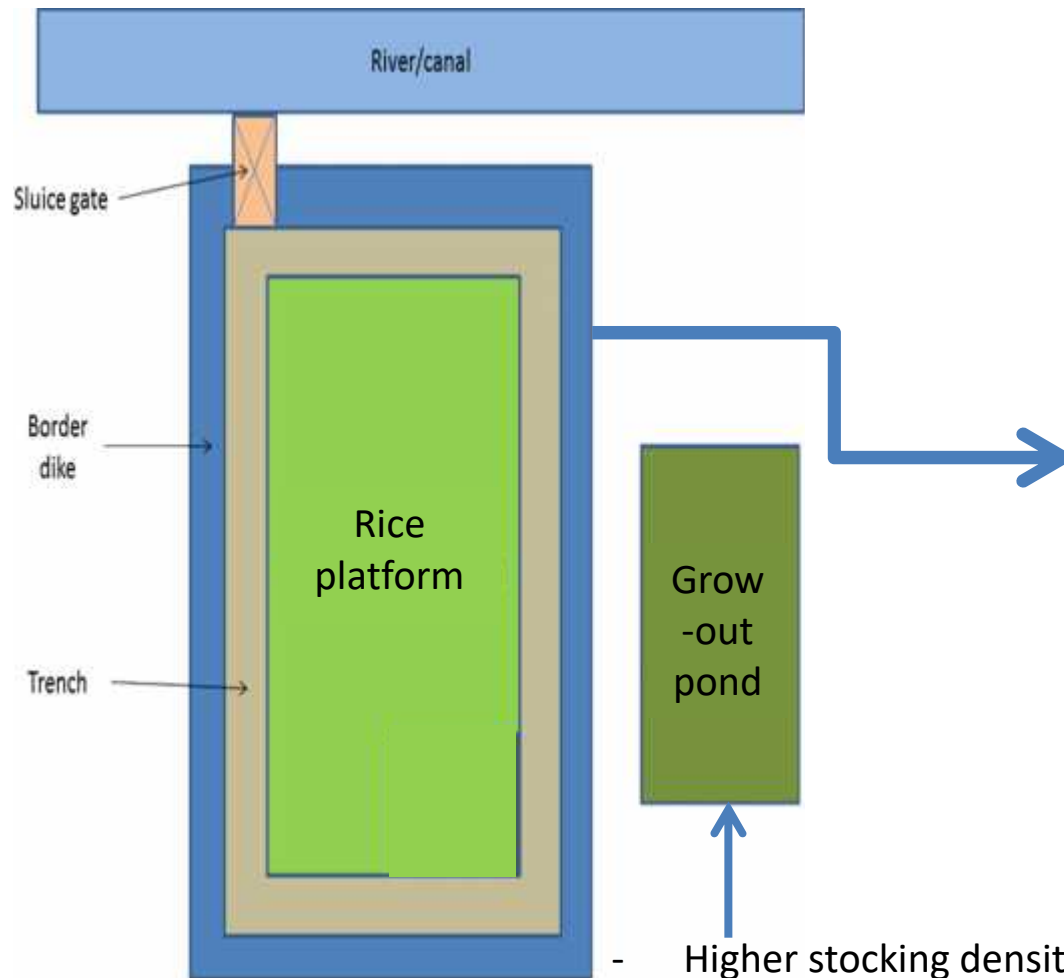 River/canal
Sluice gate
Border
dike
Rice
platform
Grow
-out
pond
Trench
- Higher stocking densit